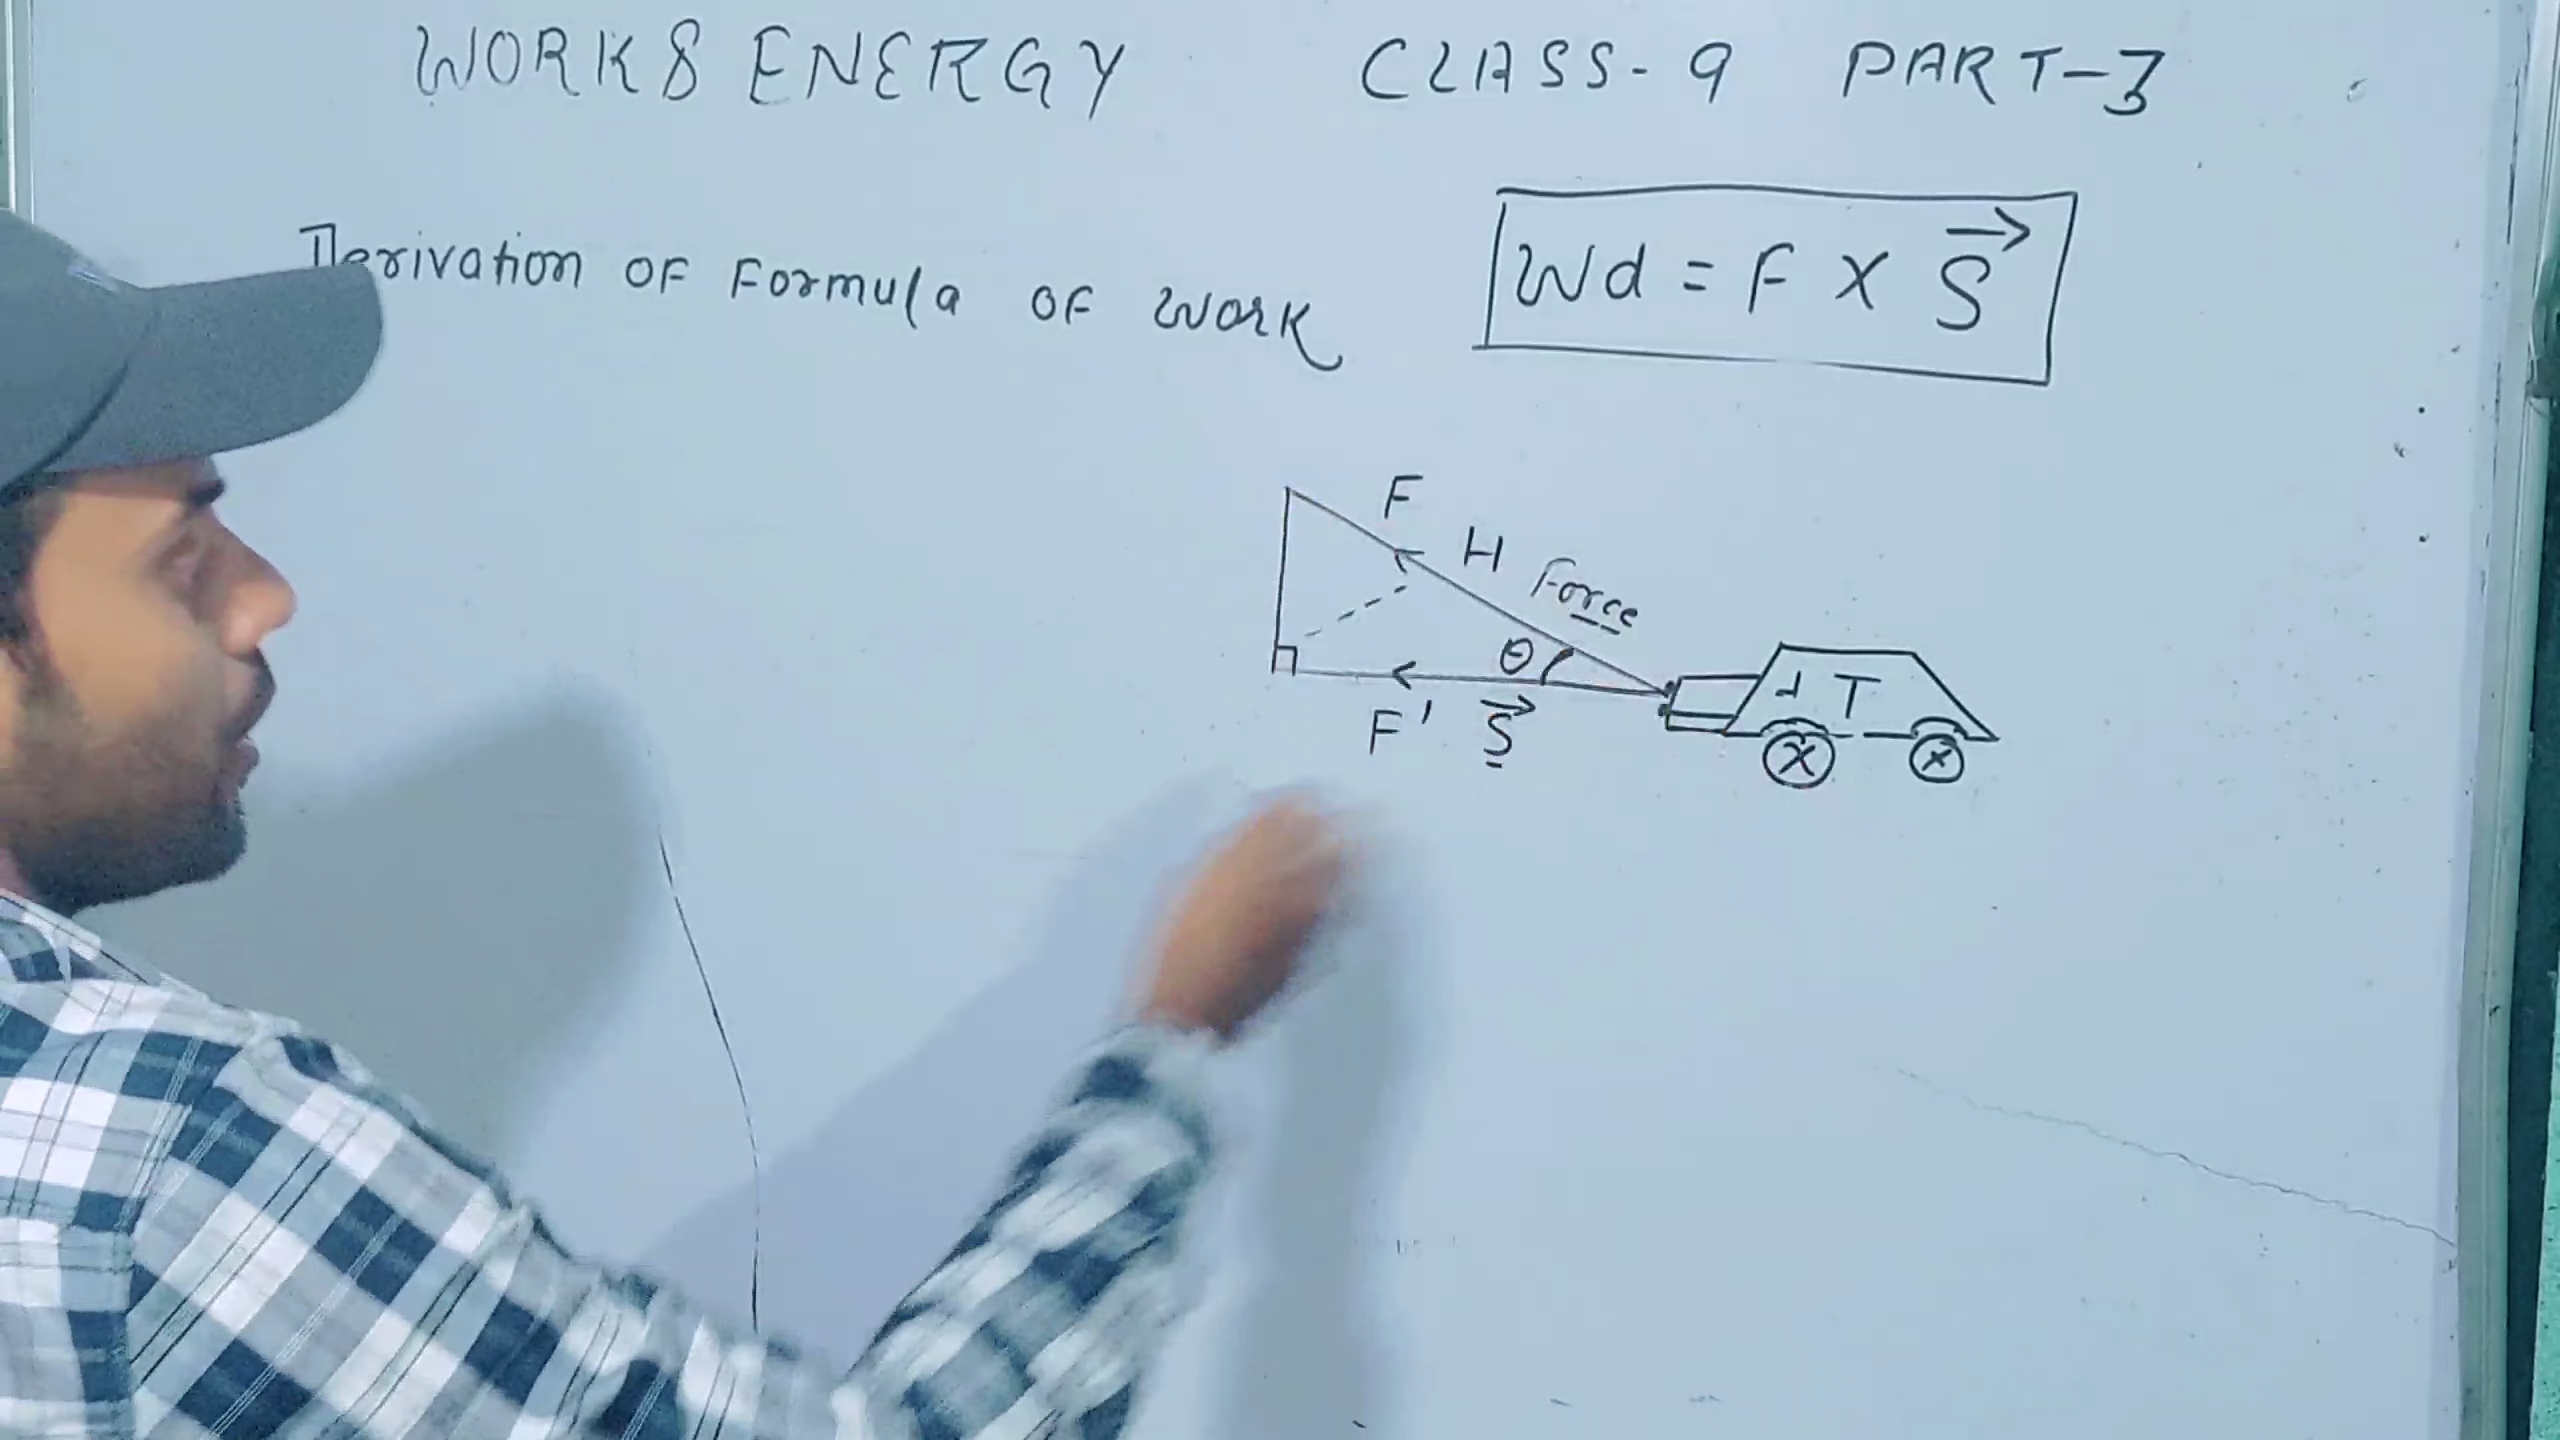 WORK & ENERGY CLASS-9 PART-3
Derivation OF Formula OF WORK
Wd = F X S⃗
F
H Force
θ
T
F' S⃗